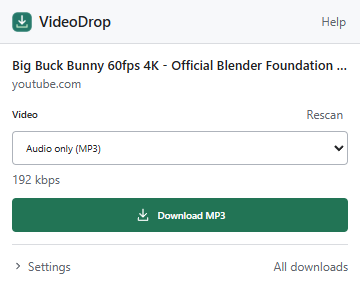 VideoDrop
Help
Big Buck Bunny 60fps 4K - Official Blender Foundation ...
youtube.com
Video
Rescan
Audio only (MP3)
192 kbps
Download MP3
Settings
All downloads